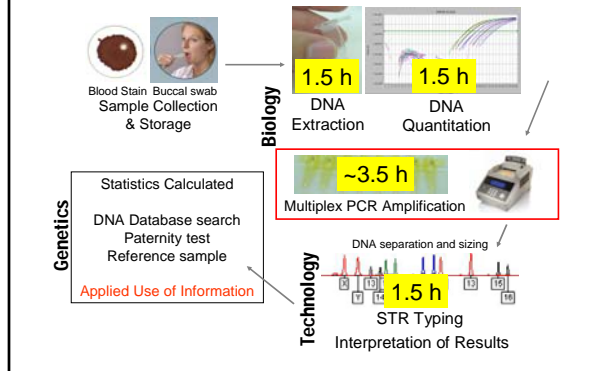 Blood Stain Buccal swab
Sample Collection
& Storage
Biology
1.5 h
DNA
Extraction
1.5 h
DNA
Quantitation
~3.5 h
Multiplex PCR Amplification
DNA separation and sizing
X
Y
13
14
1.5 h
13
15
16
Technology
STR Typing
Interpretation of Results
Genetics
Statistics Calculated
DNA Database search
Paternity test
Reference sample
Applied Use of Information